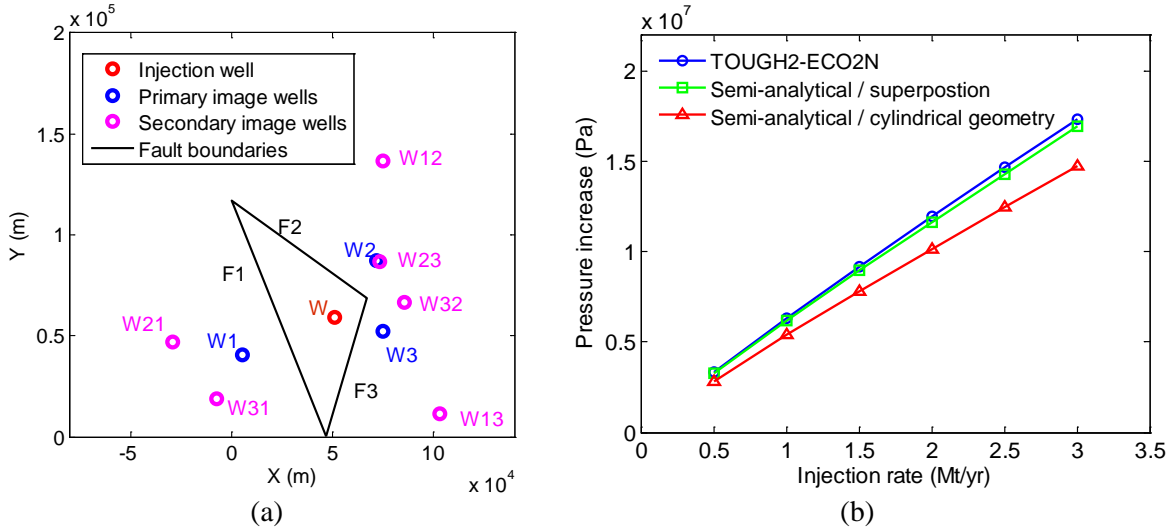 x 10^5
2
1.5
1
0.5
0
Y (m)
-5
0
5
10
X (m)
x 10^4
Injection well
Primary image wells
Secondary image wells
Fault boundaries
W12
F2
W2
W23
F1
W
W32
W21
W1
W3
F3
W31
W13
(a)
x 10^7
2
1.5
1
0.5
0
Pressure increase (Pa)
TOUGH2-ECO2N
Semi-analytical / superpostion
Semi-analytical / cylindrical geometry
0
0.5
1
1.5
2
2.5
3
3.5
Injection rate (Mt/yr)
(b)